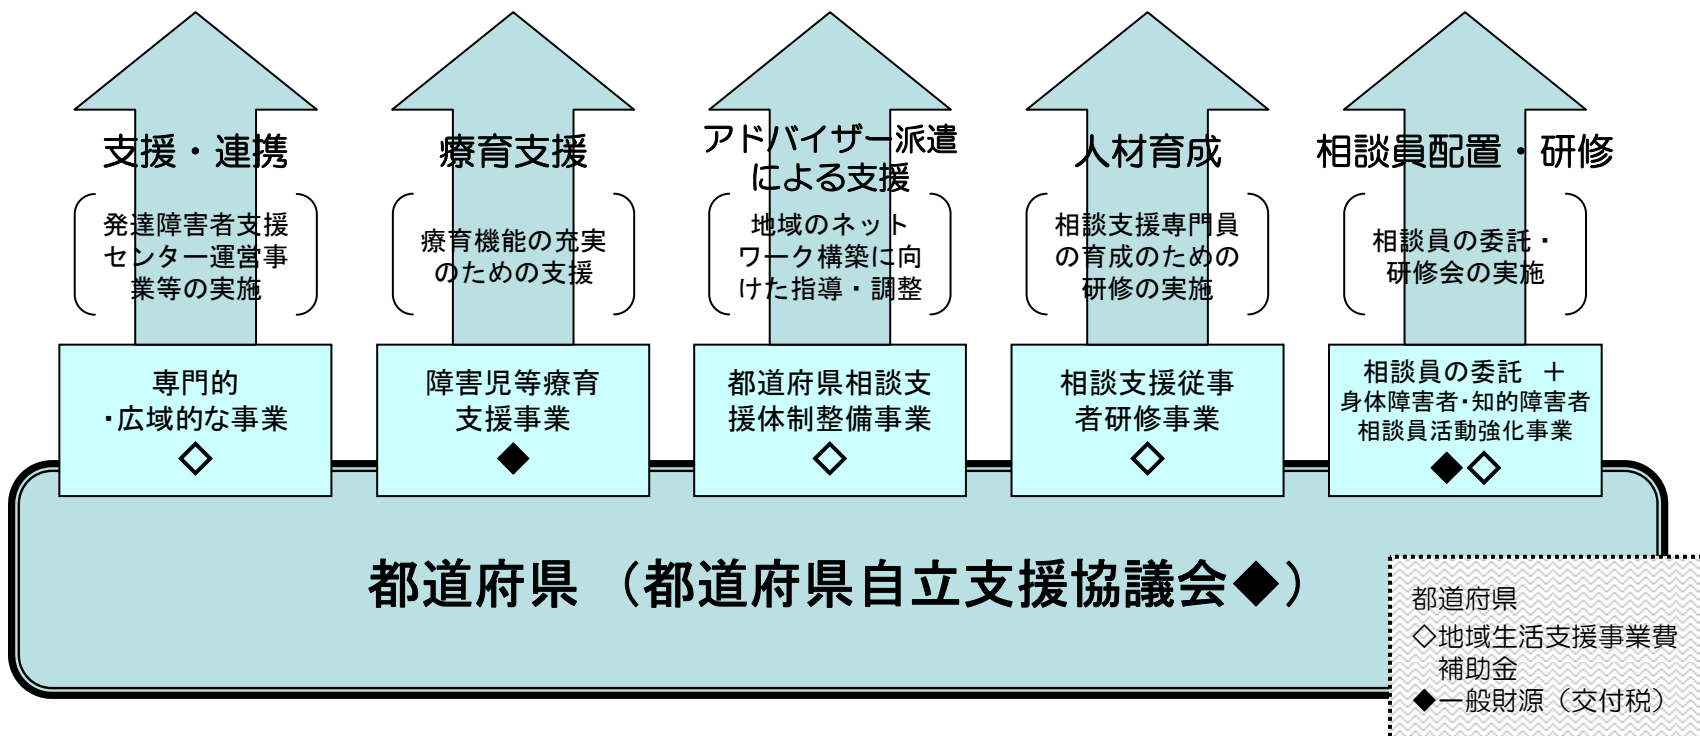 支援・連携
発達障害者支援
センター運営事
業等の実施
専門的
・広域的な事業
◇
療育支援
療育機能の充実
のための支援
障害児等療育
支援事業
◆
アドバイザー派遣
による支援
地域のネット
ワーク構築に向
けた指導・調整
都道府県相談支
援体制整備事業
◇
人材育成
相談支援専門員
の育成のための
研修の実施
相談支援従事
者研修事業
◇
相談員配置・研修
相談員の委託・
研修会の実施
相談員の委託 ＋
身体障害者・知的障害者
相談員活動強化事業
◆◇
都道府県 （都道府県自立支援協議会◆）
都道府県
◇地域生活支援事業費
補助金
◆一般財源（交付税）